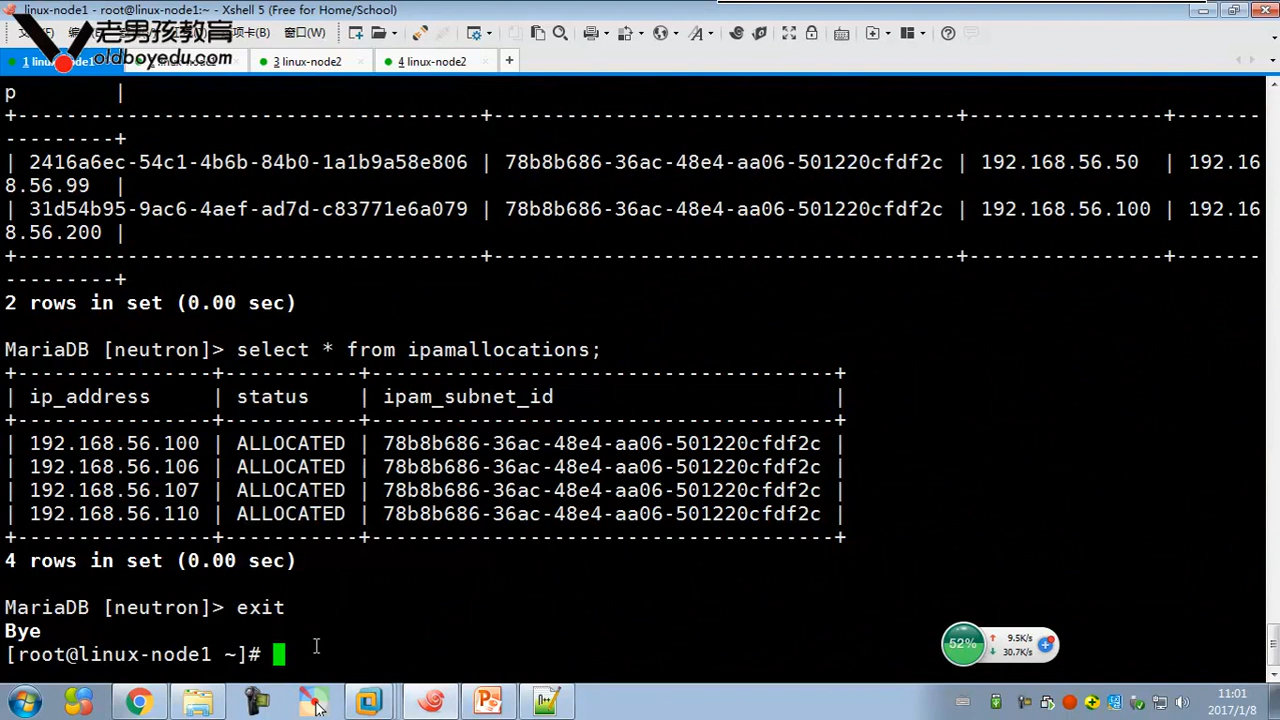 linux-node1 - root@linux-node1:~ - Xshell 5 (Free for Home/School)
老男孩教育
项卡(B) 窗口(W)
oldboyedu.com
1 linux-node1
3 linux-node2
4 linux-node2
p |
+--------------------------------------+--------------------------------------+----------------+-------
---------+
| 2416a6ec-54c1-4b6b-84b0-1a1b9a58e806 | 78b8b686-36ac-48e4-aa06-501220cfdf2c | 192.168.56.50 | 192.16
8.56.99 |
| 31d54b95-9ac6-4aef-ad7d-c83771e6a079 | 78b8b686-36ac-48e4-aa06-501220cfdf2c | 192.168.56.100 | 192.16
8.56.200 |
+--------------------------------------+--------------------------------------+----------------+-------
---------+
2 rows in set (0.00 sec)
MariaDB [neutron]> select * from ipamallocations;
+----------------+-----------+--------------------------------------+
| ip_address | status | ipam_subnet_id |
+----------------+-----------+--------------------------------------+
| 192.168.56.100 | ALLOCATED | 78b8b686-36ac-48e4-aa06-501220cfdf2c |
| 192.168.56.106 | ALLOCATED | 78b8b686-36ac-48e4-aa06-501220cfdf2c |
| 192.168.56.107 | ALLOCATED | 78b8b686-36ac-48e4-aa06-501220cfdf2c |
| 192.168.56.110 | ALLOCATED | 78b8b686-36ac-48e4-aa06-501220cfdf2c |
+----------------+-----------+--------------------------------------+
4 rows in set (0.00 sec)
MariaDB [neutron]> exit
Bye
[root@linux-node1 ~]#
52%
9.5K/s
30.7K/s
11:01
2017/1/8